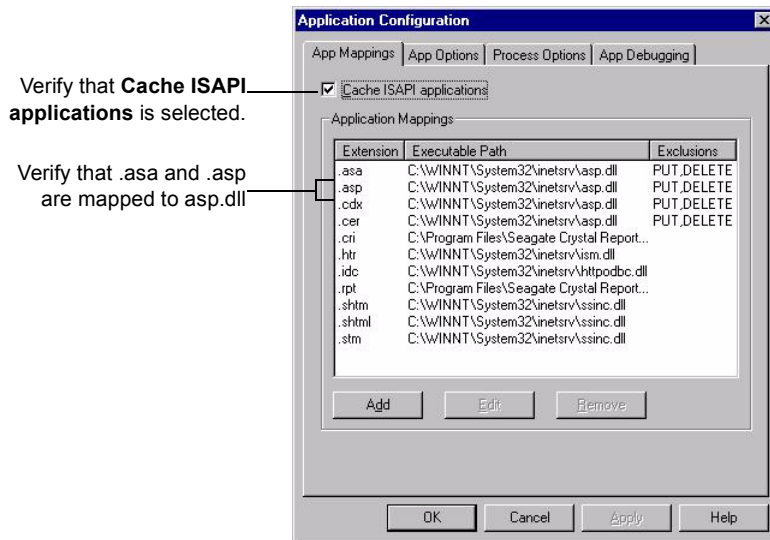 Application Configuration
App Mappings App Options Process Options App Debugging
Verify that Cache ISAPI
applications is selected.
Cache ISAPI applications
Application Mappings
Extension Executable Path Exclusions
Verify that .asa and .asp
are mapped to asp.dll
.asa C:\WINNT\System32\inetsrv\asp.dll PUT,DELETE
.asp C:\WINNT\System32\inetsrv\asp.dll PUT,DELETE
.cdx C:\WINNT\System32\inetsrv\asp.dll PUT,DELETE
.cer C:\WINNT\System32\inetsrv\asp.dll PUT,DELETE
.cri C:\Program Files\Seagate Crystal Report...
.htr C:\WINNT\System32\inetsrv\ism.dll
.idc C:\WINNT\System32\inetsrv\httpodbc.dll
.rpt C:\Program Files\Seagate Crystal Report...
.shtm C:\WINNT\System32\inetsrv\ssinc.dll
.shtml C:\WINNT\System32\inetsrv\ssinc.dll
.stm C:\WINNT\System32\inetsrv\ssinc.dll
Add Edit Remove
OK Cancel Apply Help